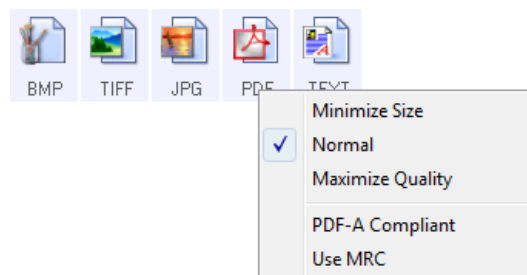 BMP TIFF JPG PDF TEXT
Minimize Size
Normal
Maximize Quality
PDF-A Compliant
Use MRC